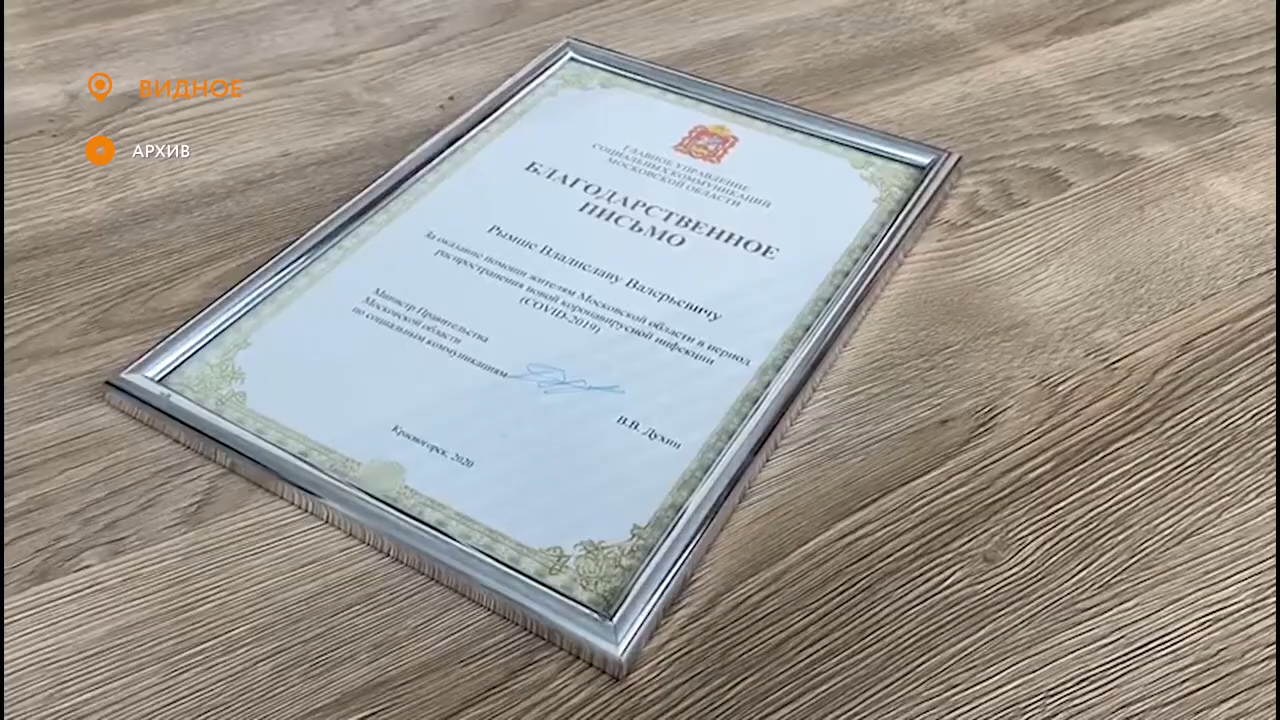 ВИДНОЕ
АРХИВ
ГЛАВНОЕ УПРАВЛЕНИЕ
СОЦИАЛЬНЫХ КОММУНИКАЦИЙ
МОСКОВСКОЙ ОБЛАСТИ
БЛАГОДАРСТВЕННОЕ
ПИСЬМО
Рымше Владиславу Валерьевичу
За оказание помощи жителям Московской области в период
распространения новой коронавирусной инфекции
(COVID-2019)
Министр Правительства
Московской области
по социальным коммуникациям
В.В. Духин
Красногорск, 2020